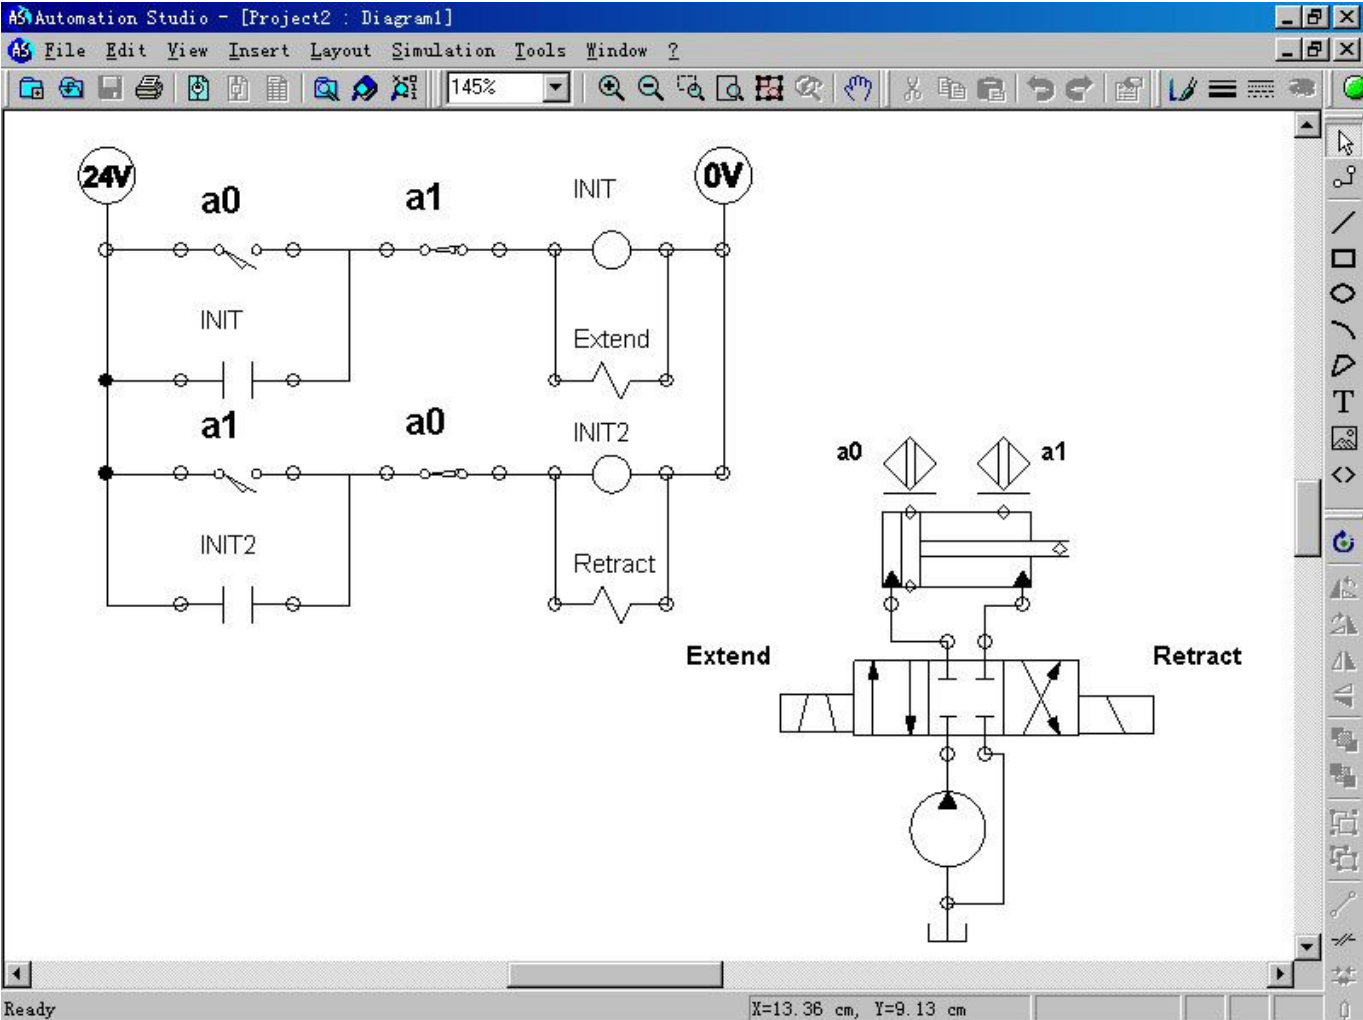 Automation Studio - [Project2 : Diagram1]
File Edit View Insert Layout Simulation Tools Window ?
145%
24V
a0
a1
INIT
0V
INIT
Extend
a1
a0
INIT2
INIT2
Retract
a0
a1
Extend
Retract
T
Ready
X=13.36 cm, Y=9.13 cm